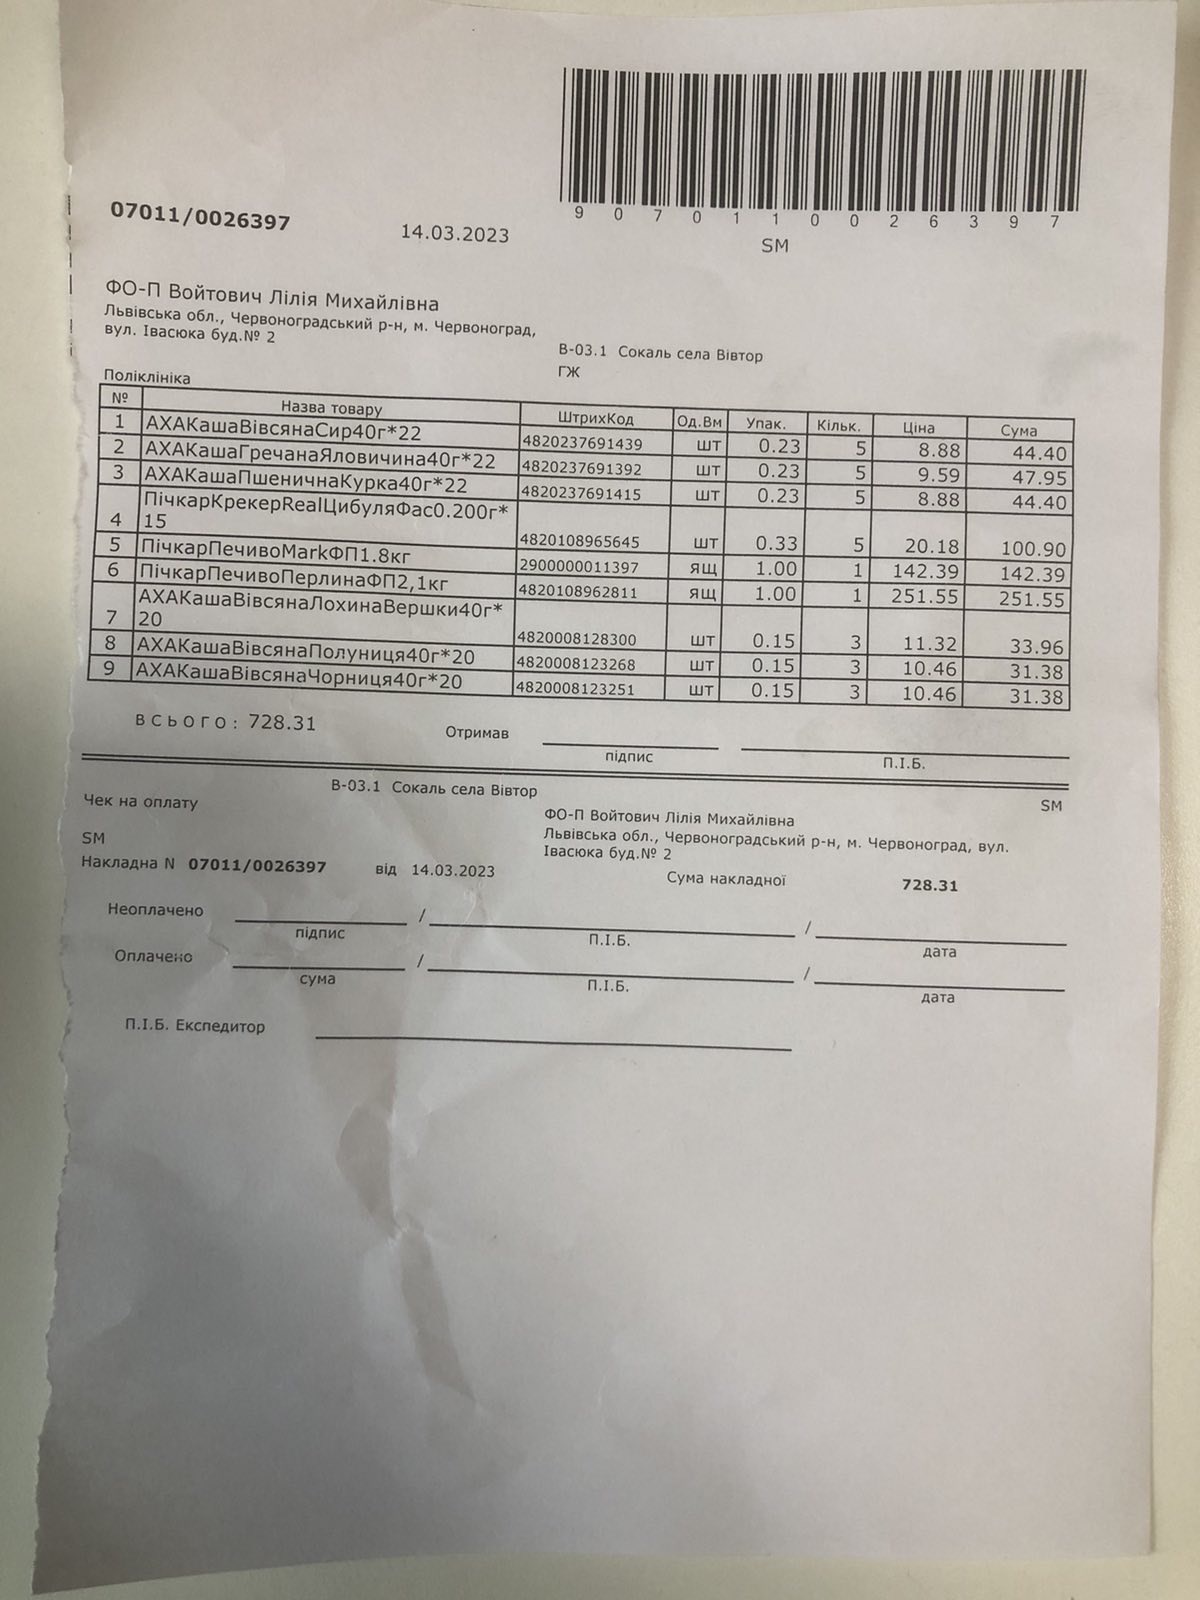 9 0 7 0 1 1 0 0 2 6 3 9 7
07011/0026397 14.03.2023 SM
ФО-П Войтович Лілія Михайлівна
Львівська обл., Червоноградський р-н, м. Червоноград,
вул. Івасюка буд.№ 2
В-03.1 Сокаль села Вівтор
ГЖ
Поліклініка
№ Назва товару ШтрихКод Од.Вм Упак. Кільк. Ціна Сума
1 АХАКашаВівсянаСир40г*22 4820237691439 шт 0.23 5 8.88 44.40
2 АХАКашаГречанаЯловичина40г*22 4820237691392 шт 0.23 5 9.59 47.95
3 АХАКашаПшеничнаКурка40г*22 4820237691415 шт 0.23 5 8.88 44.40
ПічкарКрекерRealЦибуляФас0.200г*
4 15 4820108965645 шт 0.33 5 20.18 100.90
5 ПічкарПечивоMarkФП1.8кг 2900000011397 ящ 1.00 1 142.39 142.39
6 ПічкарПечивоПерлинаФП2,1кг 4820108962811 ящ 1.00 1 251.55 251.55
АХАКашаВівсянаЛохинаВершки40г*
7 20 4820008128300 шт 0.15 3 11.32 33.96
8 АХАКашаВівсянаПолуниця40г*20 4820008123268 шт 0.15 3 10.46 31.38
9 АХАКашаВівсянаЧорниця40г*20 4820008123251 шт 0.15 3 10.46 31.38
ВСЬОГО: 728.31 Отримав
підпис П.І.Б.
В-03.1 Сокаль села Вівтор SM
Чек на оплату
ФО-П Войтович Лілія Михайлівна
SM Львівська обл., Червоноградський р-н, м. Червоноград, вул.
Івасюка буд.№ 2
Накладна N 07011/0026397 від 14.03.2023 Сума накладної 728.31
Неоплачено / /
підпис П.І.Б. дата
Оплачено / /
сума П.І.Б. дата
П.І.Б. Експедитор